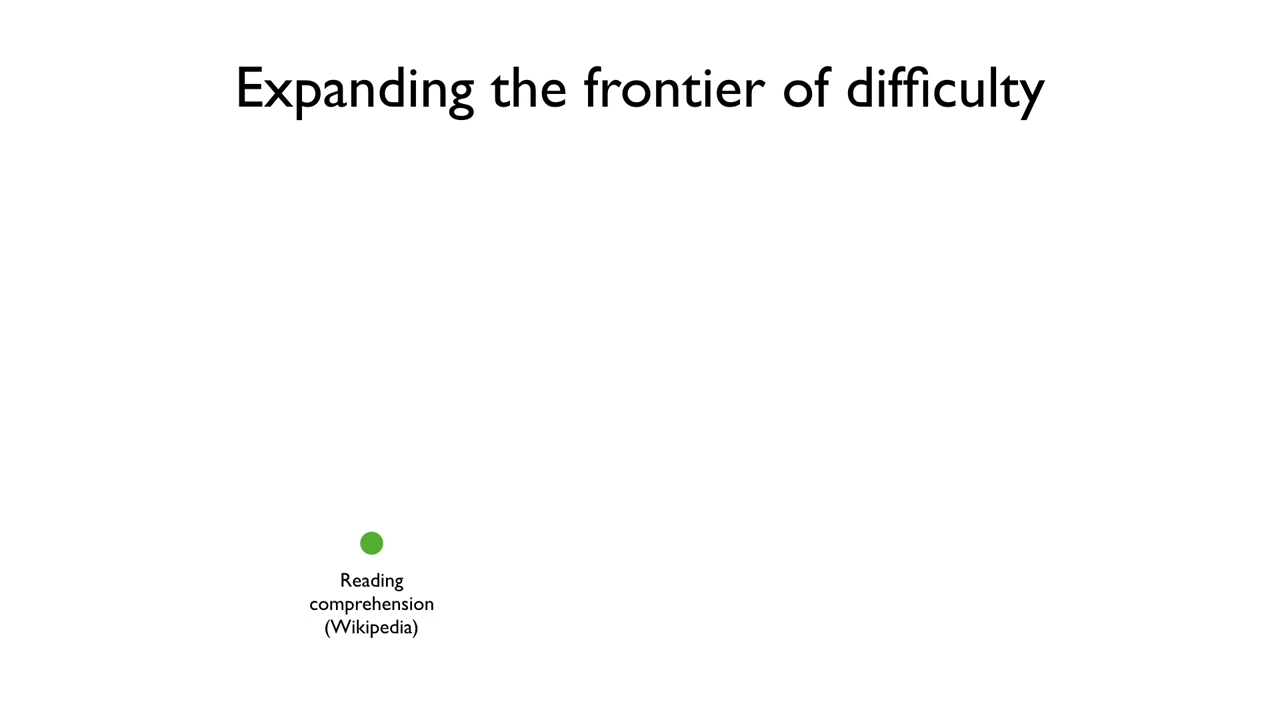 Expanding the frontier of difficulty
Reading
comprehension
(Wikipedia)